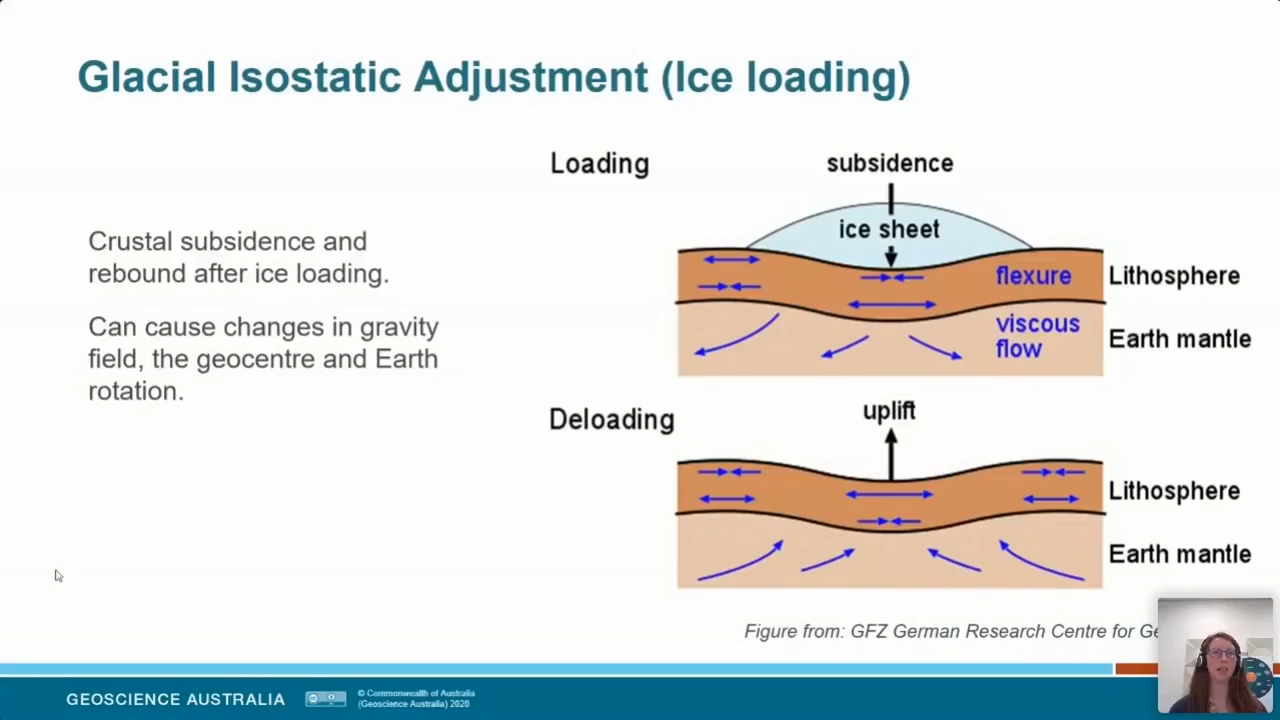 Glacial Isostatic Adjustment (Ice loading)
Crustal subsidence and
rebound after ice loading.
Can cause changes in gravity
field, the geocentre and Earth
rotation.
Loading
subsidence
ice sheet
flexure
Lithosphere
viscous
flow
Earth mantle
Deloading
uplift
Lithosphere
Earth mantle
Figure from: GFZ German Research Centre for Ge
GEOSCIENCE AUSTRALIA
© Commonwealth of Australia
(Geoscience Australia) 2020